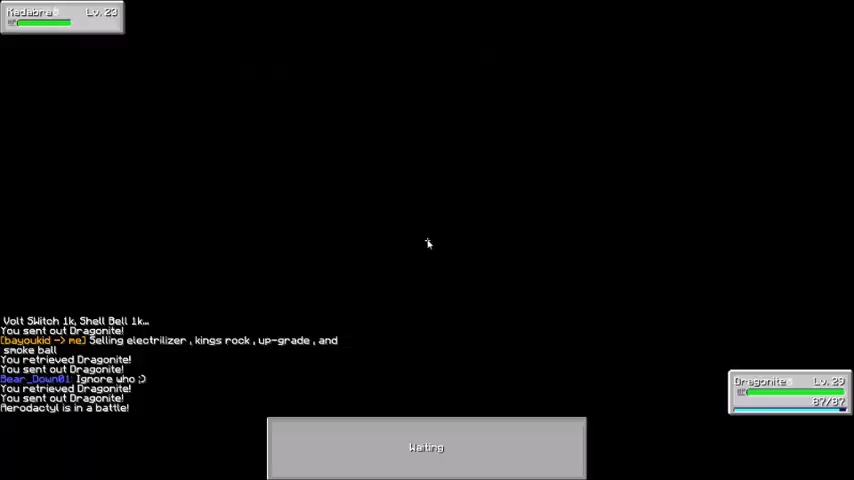 Kadabra Lv. 23
Volt SWitch 1k, Shell Bell 1k...
You sent out Dragonite!
[bayoukid -> me] Selling electrilizer , kings rock , up-grade , and
smoke ball
You retrieved Dragonite!
You sent out Dragonite!
Bear_Down01: Ignore who ;)
You retrieved Dragonite!
You sent out Dragonite!
Aerodactyl is in a battle!
Dragonite Lv. 29
87/87
Waiting